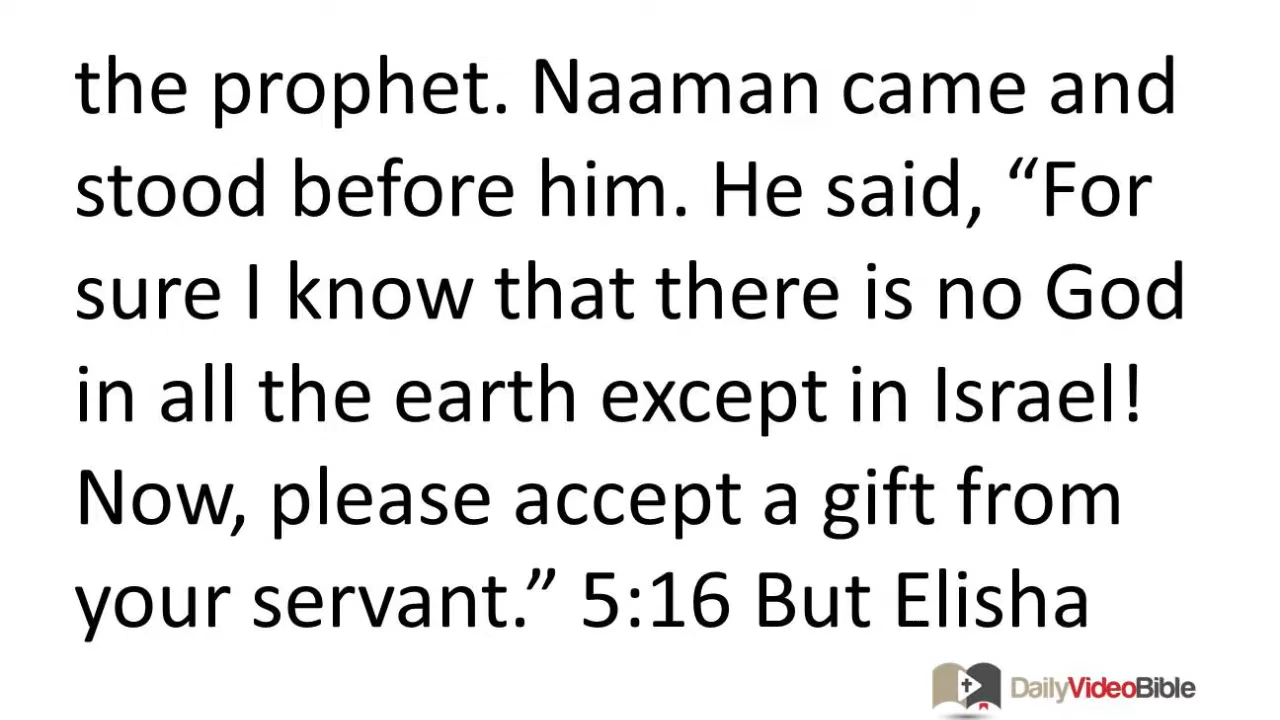 the prophet. Naaman came and
stood before him. He said, “For
sure I know that there is no God
in all the earth except in Israel!
Now, please accept a gift from
your servant.” 5:16 But Elisha
DailyVideoBible